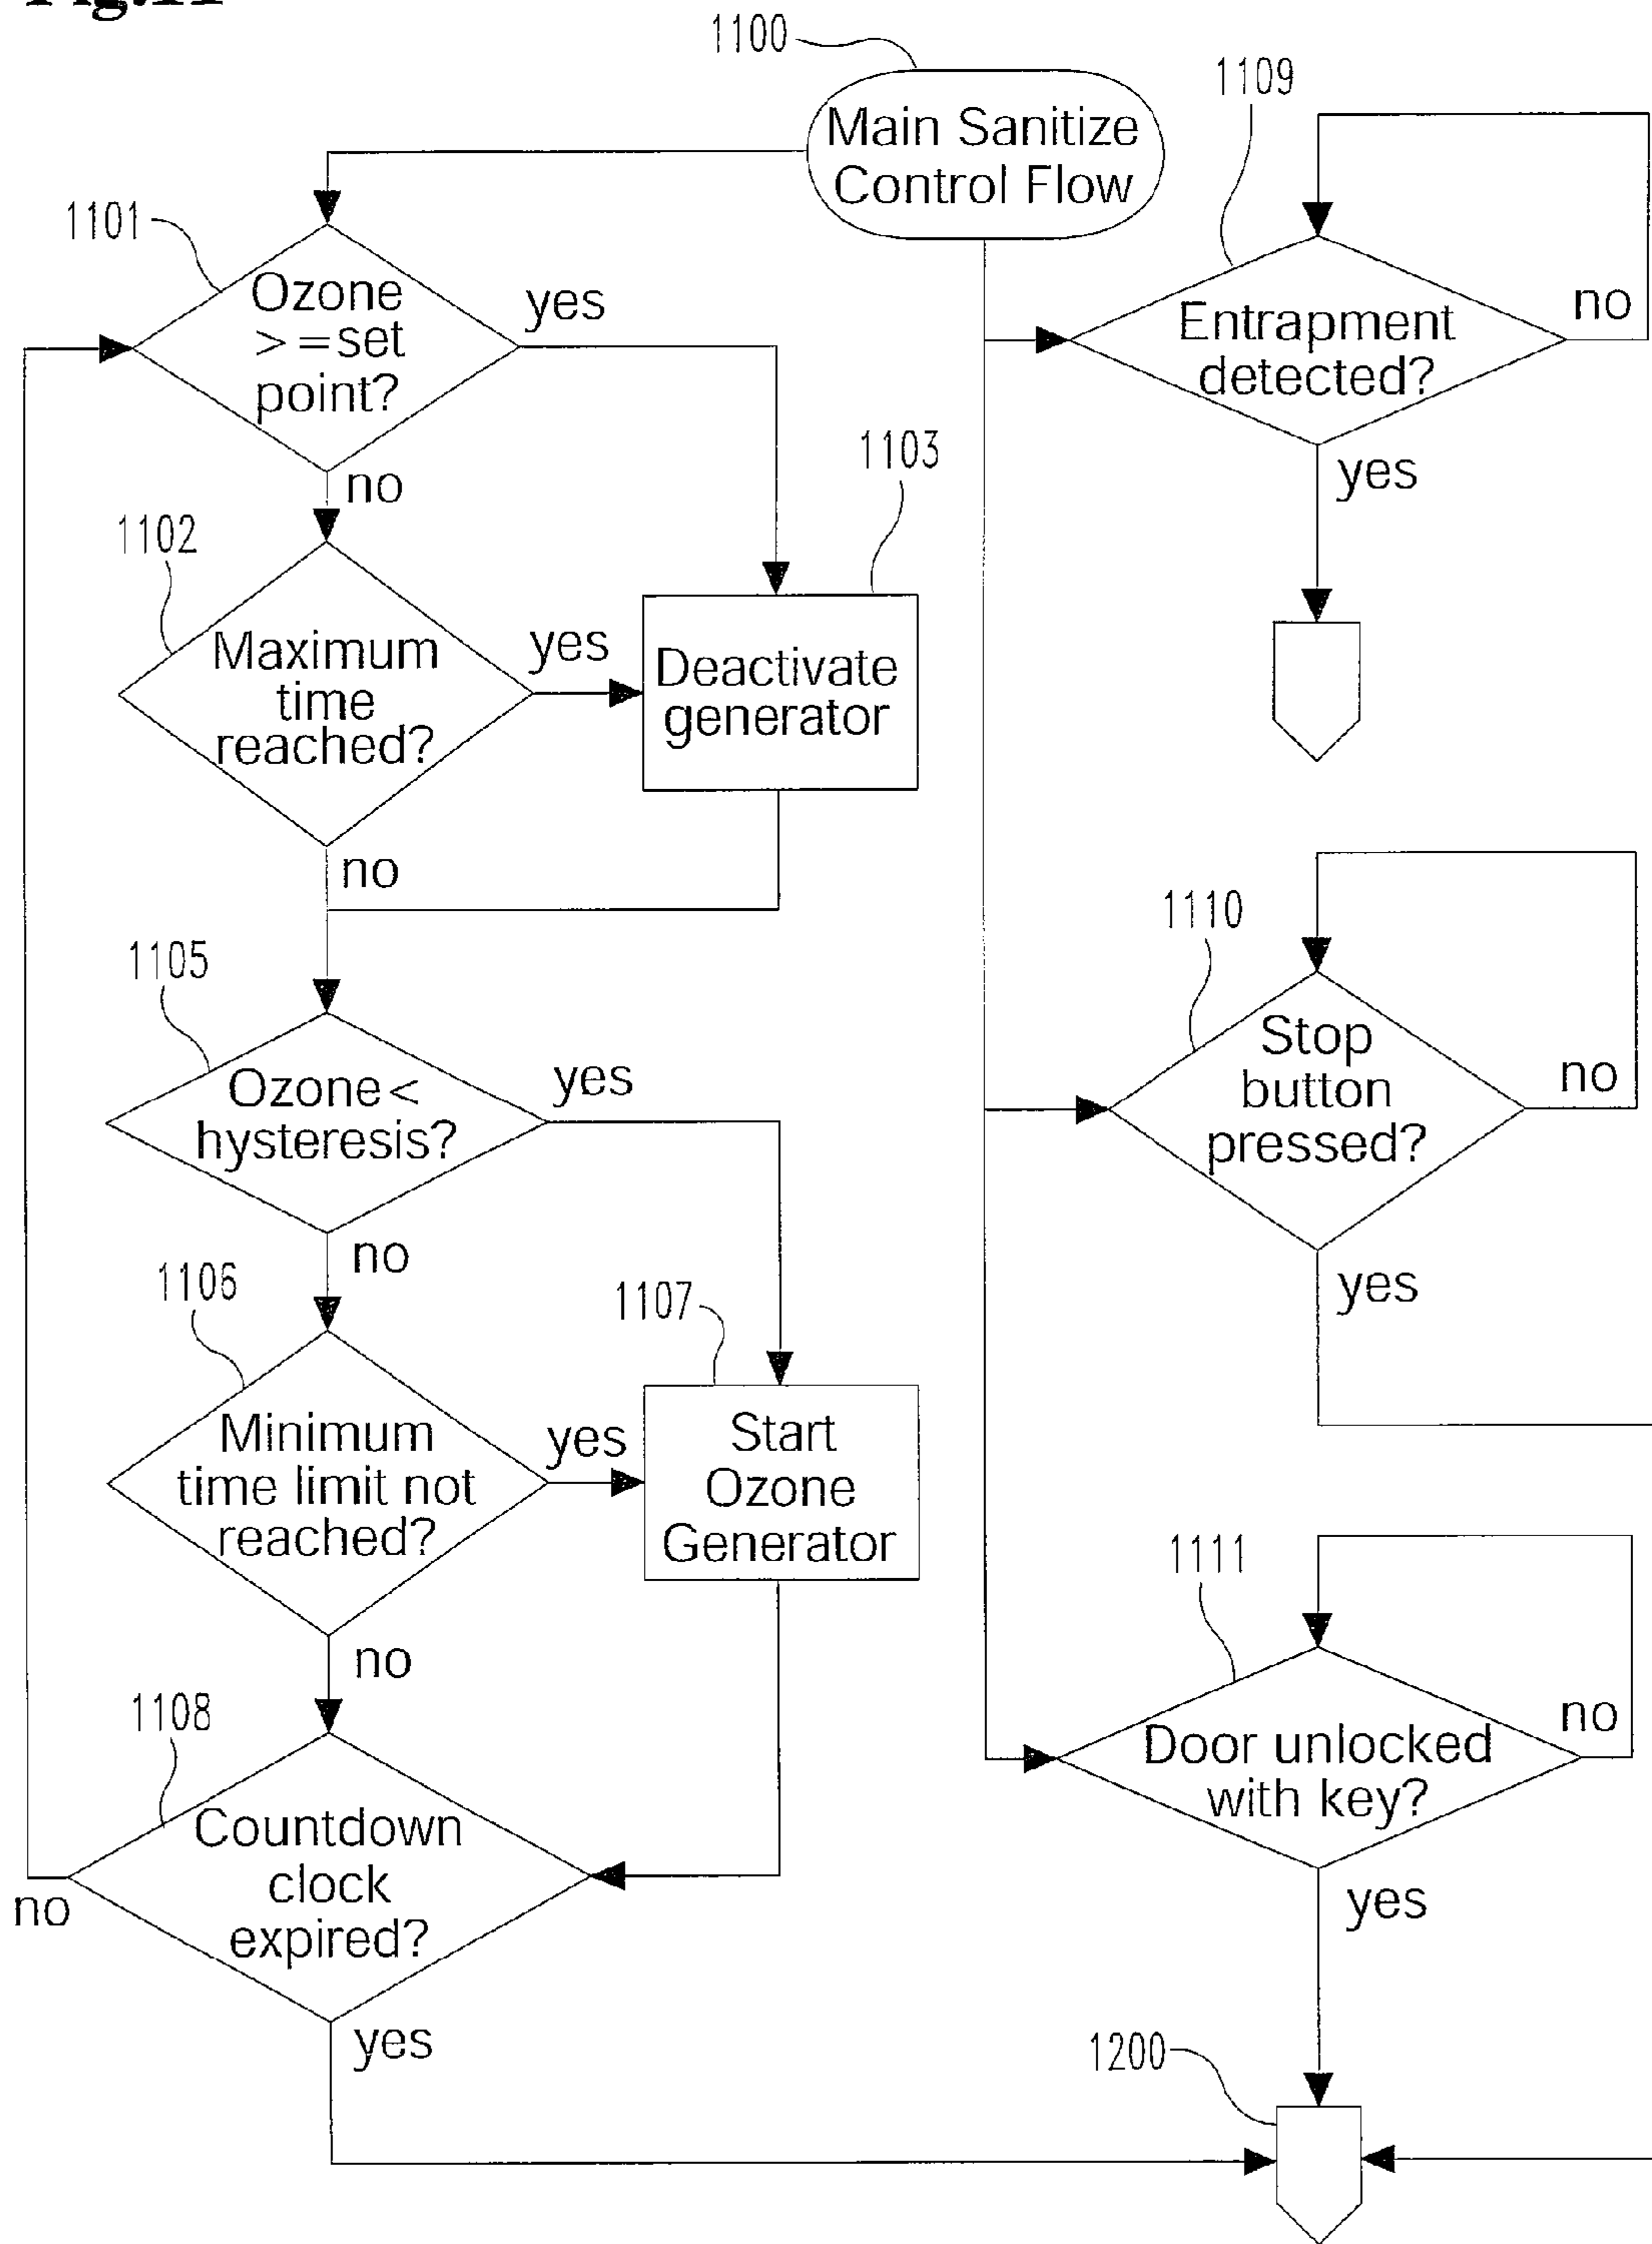 Fig.11
1100
Main Sanitize
Control Flow
1109
1101
Ozone
>=set
point?
yes
no
Entrapment
detected?
no
yes
1103
1102
Maximum
time
reached?
yes
no
Deactivate
generator
1110
Stop
button
pressed?
no
yes
1105
Ozone<
hysteresis?
yes
no
1106
Minimum
time limit not
reached?
yes
no
1107
Start
Ozone
Generator
1111
Door unlocked
with key?
no
yes
1108
Countdown
clock
expired?
no
yes
1200